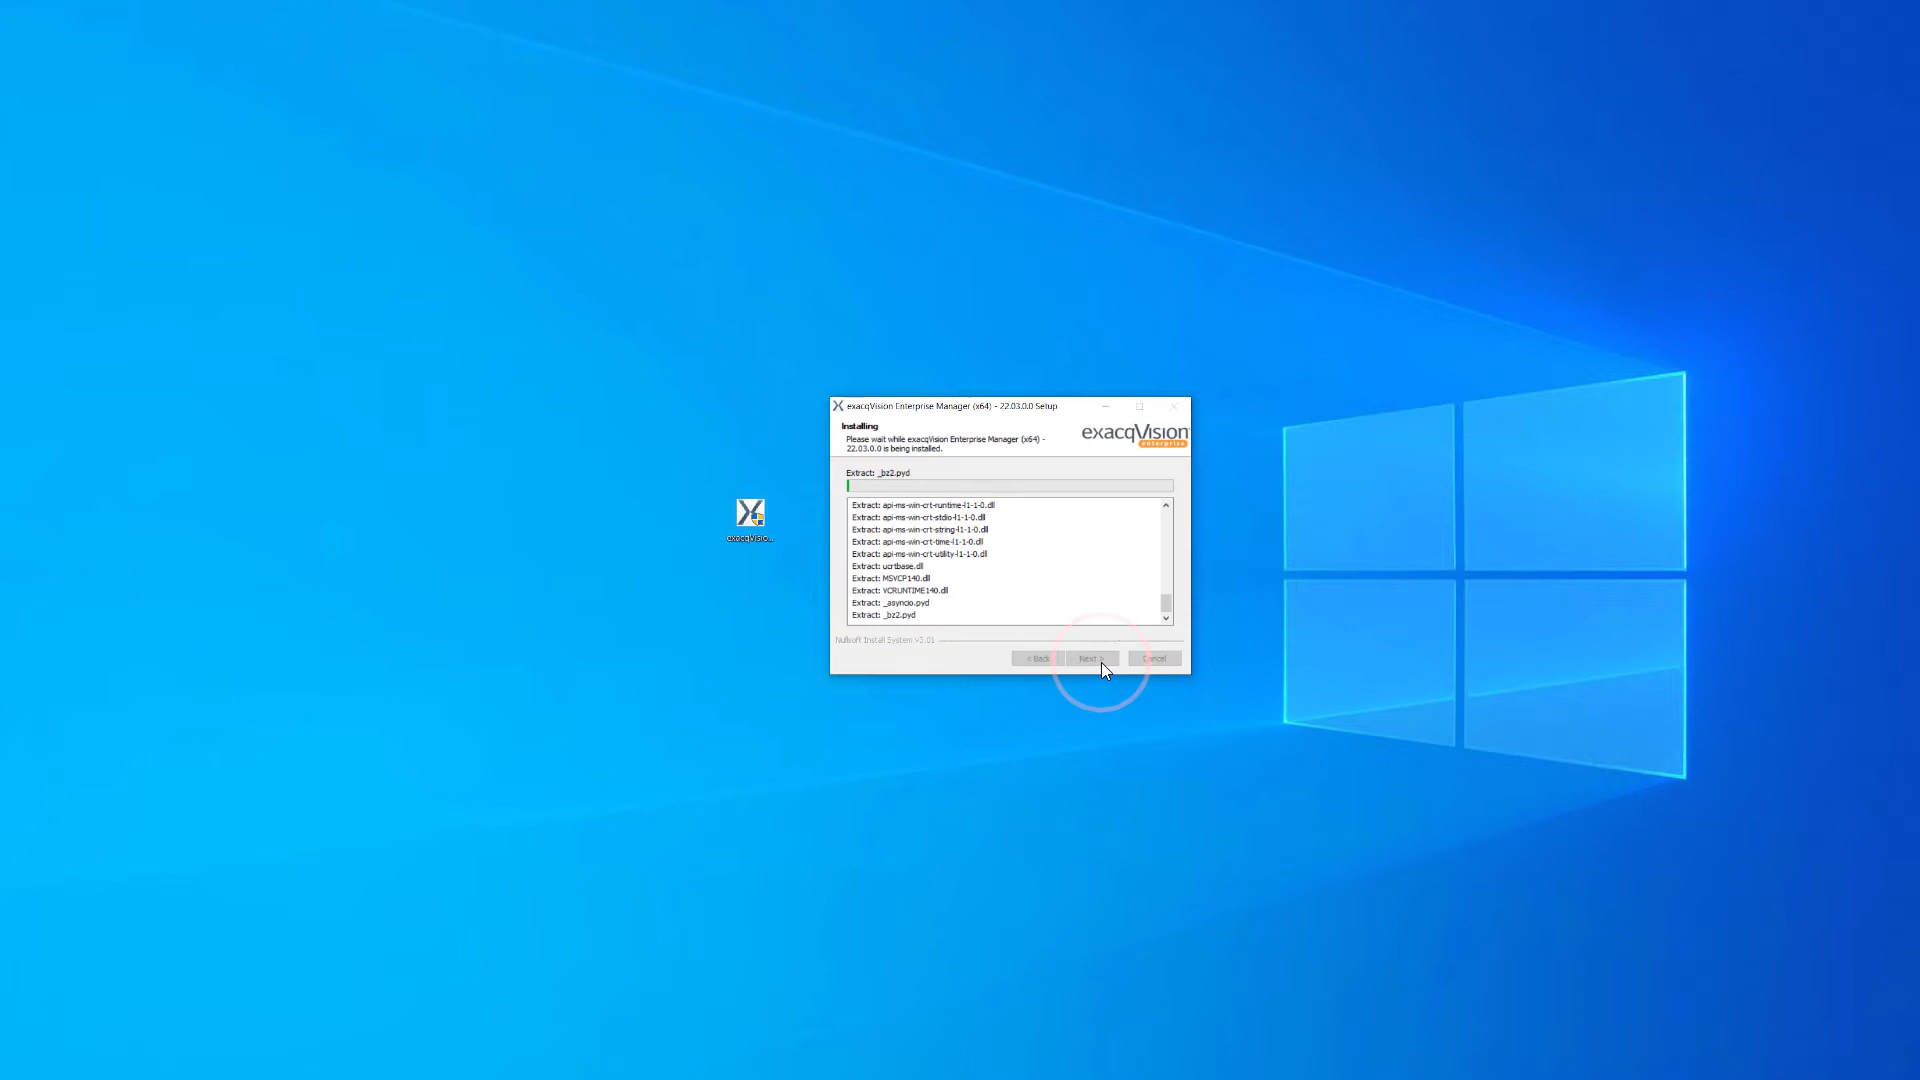 exacqVision Enterprise Manager (x64) - 22.03.0.0 Setup
Installing
Please wait while exacqVision Enterprise Manager (x64) -
22.03.0.0 is being installed.
exacqVision
enterprise
Extract: _bz2.pyd
Extract: api-ms-win-crt-runtime-l1-1-0.dll
Extract: api-ms-win-crt-stdio-l1-1-0.dll
Extract: api-ms-win-crt-string-l1-1-0.dll
Extract: api-ms-win-crt-time-l1-1-0.dll
Extract: api-ms-win-crt-utility-l1-1-0.dll
Extract: ucrtbase.dll
Extract: MSVCP140.dll
Extract: VCRUNTIME140.dll
Extract: _asyncio.pyd
Extract: _bz2.pyd
exacqVisio...
Nullsoft Install System v3.01
< Back
Next >
Cancel